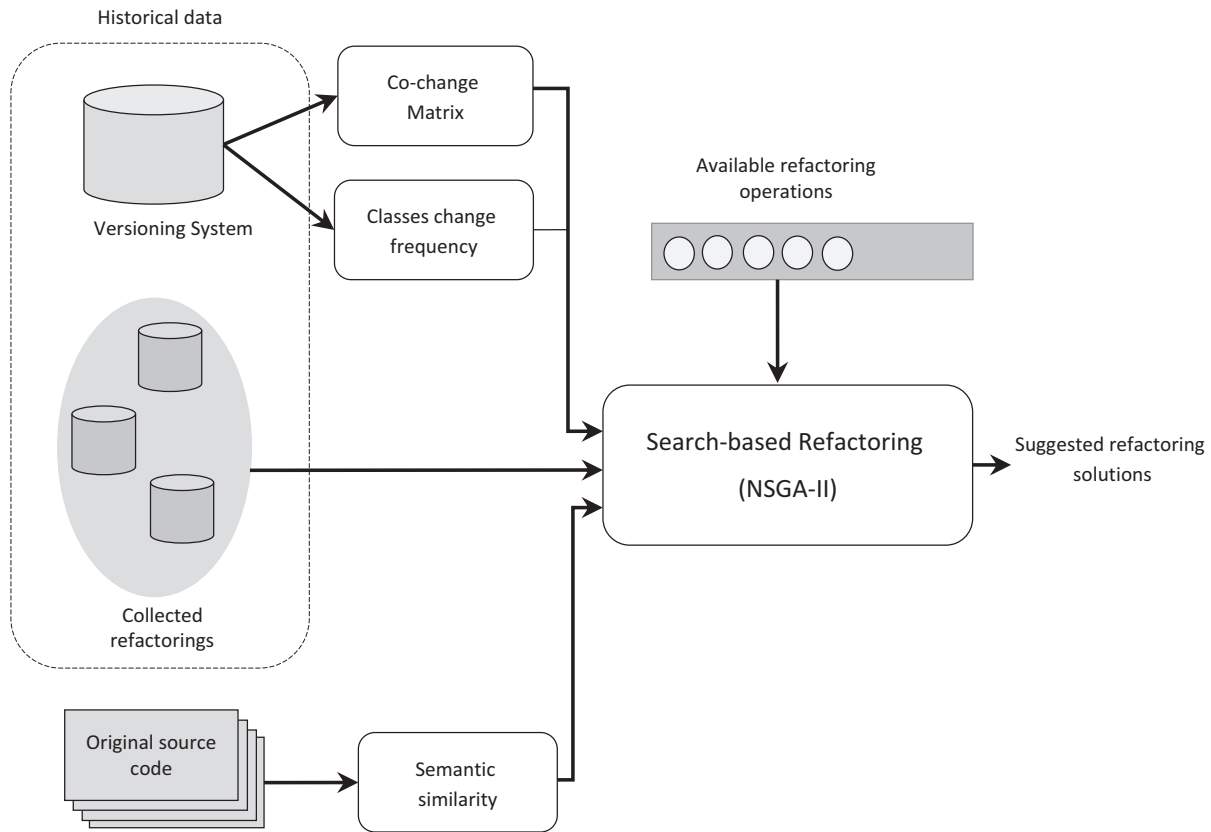 Historical data
Co-change
Matrix
Versioning System
Classes change
frequency
Available refactoring
operations
Search-based Refactoring
(NSGA-II)
Suggested refactoring
solutions
Collected
refactorings
Original source
code
Semantic
similarity